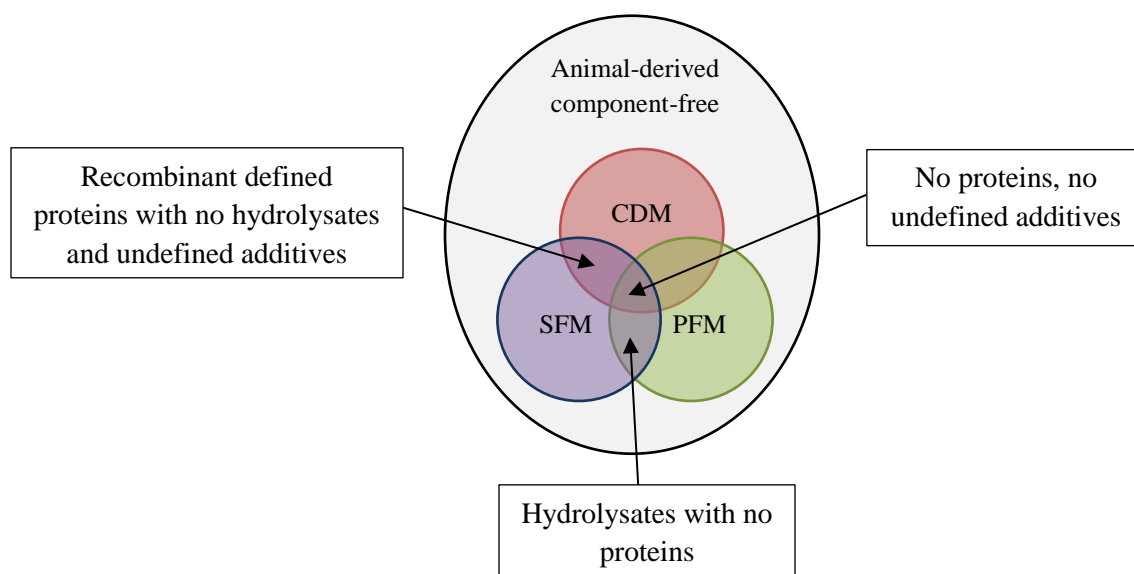 Animal-derived
component-free
Recombinant defined
proteins with no hydrolysates
and undefined additives
No proteins, no
undefined additives
CDM
SFM
PFM
Hydrolysates with no
proteins